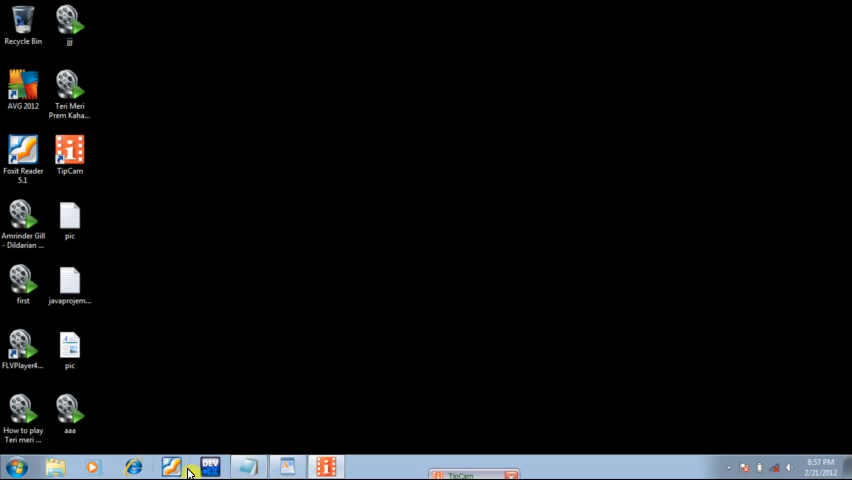 Recycle Bin
jjj
AVG 2012
Teri Meri
Prem Kaha...
Foxit Reader
5.1
TipCam
Amrinder Gill
- Dildarian ...
pic
first
javaprojem...
FLVPlayer4...
pic
How to play
Teri meri ...
aaa
DEV
TipCam
8:57 PM
2/21/2012